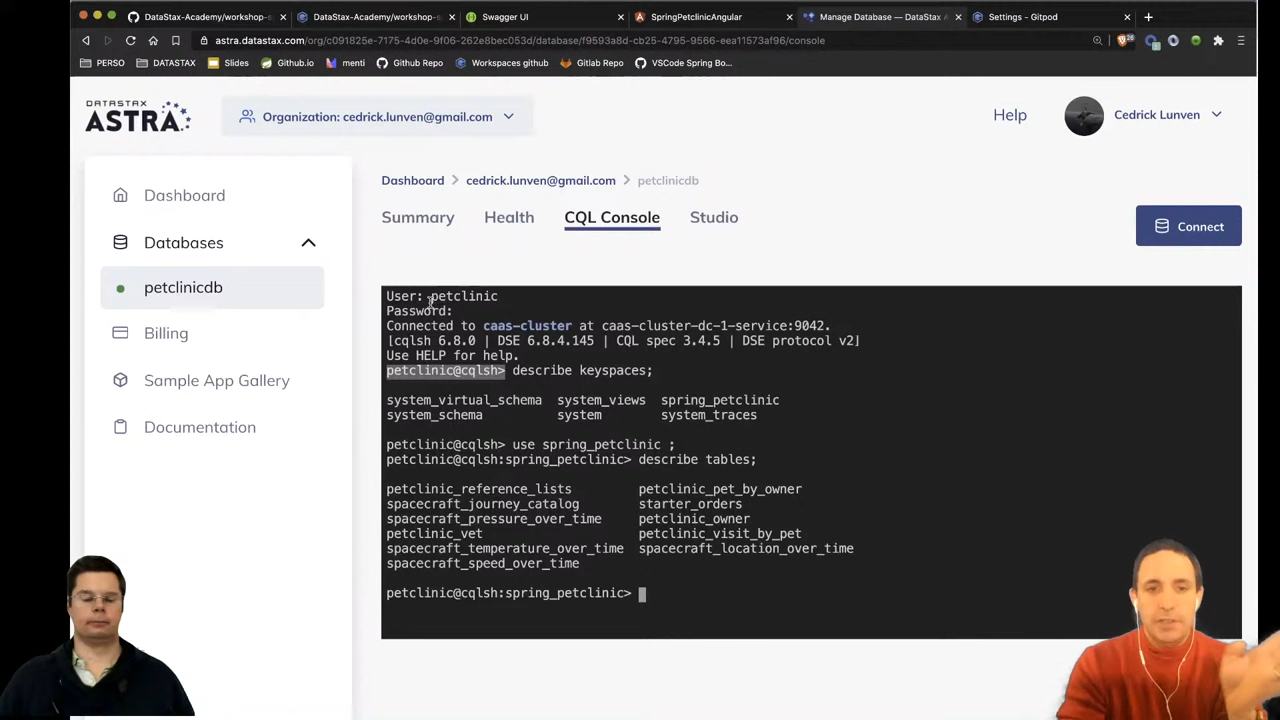 DataStax-Academy/workshop-s
DataStax-Academy/workshop-
Swagger UI
SpringPetclinicAngular
Manage Database — DataStax A
Settings - Gitpod
astra.datastax.com/org/c091825e-7175-4d0e-9f06-262e8bec053d/database/f9593a8d-cb25-4795-9566-eea11573af96/console
PERSO
DATASTAX
Slides
Github.io
menti
Github Repo
Workspaces github
Gitlab Repo
VSCode Spring Bo...
DATASTAX
ASTRA
Organization: cedrick.lunven@gmail.com
Help
Cedrick Lunven
Dashboard
Databases
petclinicdb
Billing
Sample App Gallery
Documentation
Dashboard > cedrick.lunven@gmail.com > petclinicdb
Summary
Health
CQL Console
Studio
Connect
User: petclinic
Password:
Connected to caas-cluster at caas-cluster-dc-1-service:9042.
[cqlsh 6.8.0 | DSE 6.8.4.145 | CQL spec 3.4.5 | DSE protocol v2]
Use HELP for help.
petclinic@cqlsh> describe keyspaces;
system_virtual_schema system_views spring_petclinic
system_schema system system_traces
petclinic@cqlsh> use spring_petclinic ;
petclinic@cqlsh:spring_petclinic> describe tables;
petclinic_reference_lists petclinic_pet_by_owner
spacecraft_journey_catalog starter_orders
spacecraft_pressure_over_time petclinic_owner
petclinic_vet petclinic_visit_by_pet
spacecraft_temperature_over_time spacecraft_location_over_time
spacecraft_speed_over_time
petclinic@cqlsh:spring_petclinic>